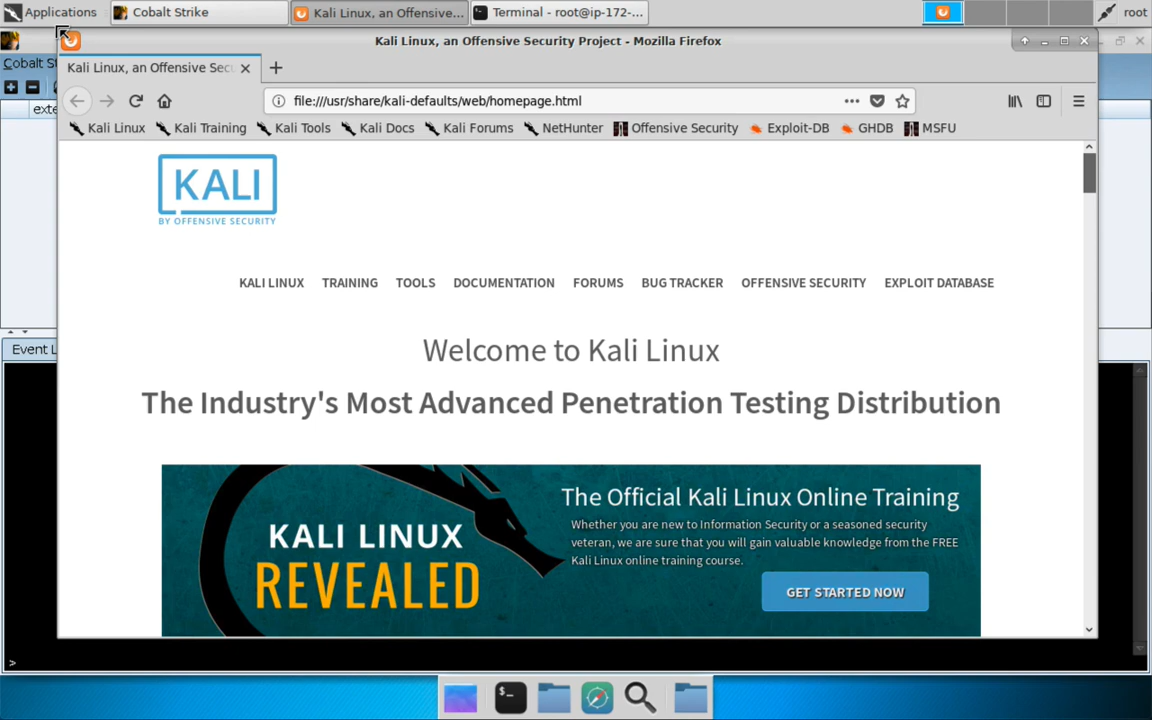 Applications
Cobalt Strike
Kali Linux, an Offensive...
Terminal - root@ip-172-...
root
Kali Linux, an Offensive Security Project - Mozilla Firefox
Cobalt St
Kali Linux, an Offensive Sec
exte
file:///usr/share/kali-defaults/web/homepage.html
Kali Linux
Kali Training
Kali Tools
Kali Docs
Kali Forums
NetHunter
Offensive Security
Exploit-DB
GHDB
MSFU
KALI
BY OFFENSIVE SECURITY
KALI LINUX
TRAINING
TOOLS
DOCUMENTATION
FORUMS
BUG TRACKER
OFFENSIVE SECURITY
EXPLOIT DATABASE
Event L
Welcome to Kali Linux
The Industry's Most Advanced Penetration Testing Distribution
KALI LINUX
REVEALED
The Official Kali Linux Online Training
Whether you are new to Information Security or a seasoned security
veteran, we are sure that you will gain valuable knowledge from the FREE
Kali Linux online training course.
GET STARTED NOW
>
$_